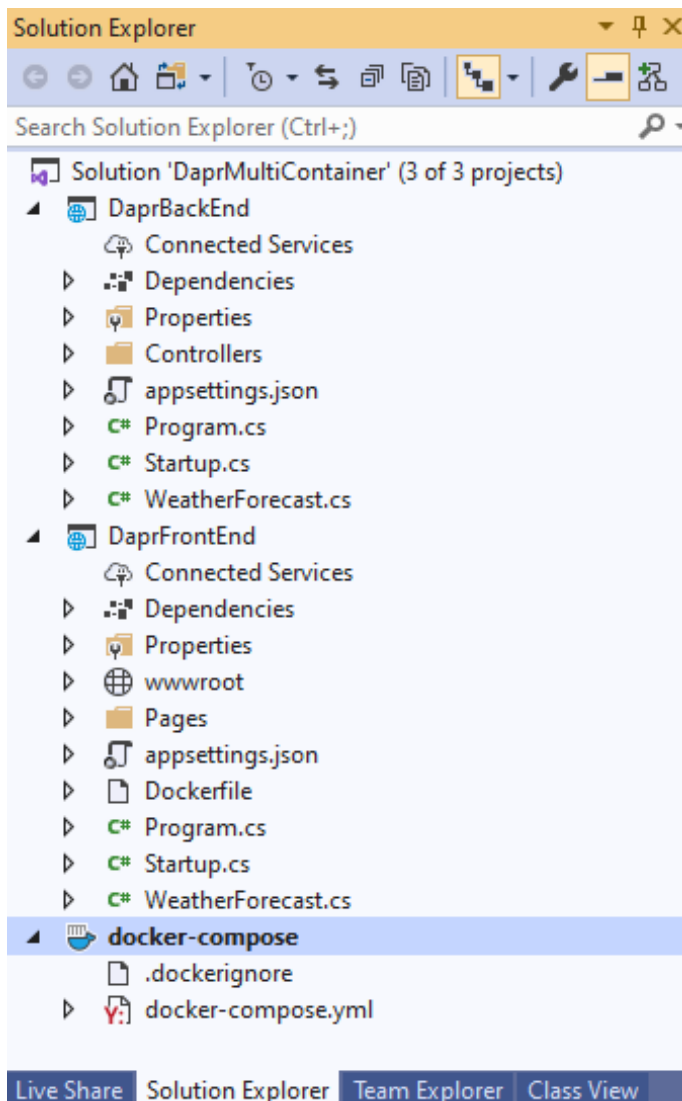 Solution Explorer
Search Solution Explorer (Ctrl+;)
Solution 'DaprMultiContainer' (3 of 3 projects)
DaprBackEnd
Connected Services
Dependencies
Properties
Controllers
appsettings.json
C# Program.cs
C# Startup.cs
C# WeatherForecast.cs
DaprFrontEnd
Connected Services
Dependencies
Properties
wwwroot
Pages
appsettings.json
Dockerfile
C# Program.cs
C# Startup.cs
C# WeatherForecast.cs
docker-compose
.dockerignore
Y: docker-compose.yml
Live Share Solution Explorer Team Explorer Class View